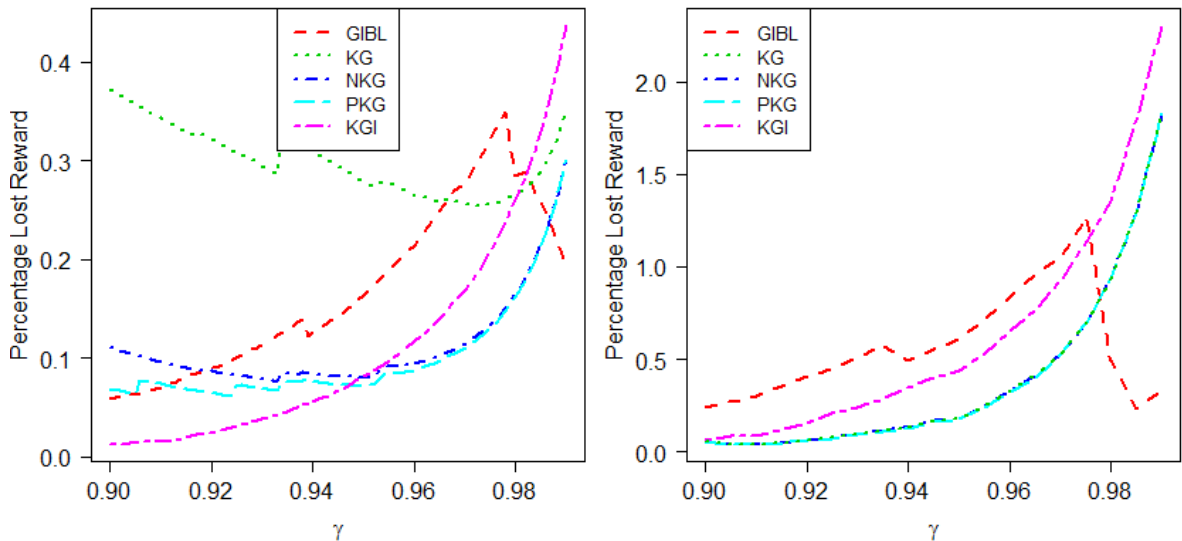 GIBL
KG
NKG
PKG
KGI
Percentage Lost Reward
0.4
0.3
0.2
0.1
0.0
0.90
0.92
0.94
0.96
0.98
γ
GIBL
KG
NKG
PKG
KGI
Percentage Lost Reward
2.0
1.5
1.0
0.5
0.0
0.90
0.92
0.94
0.96
0.98
γ